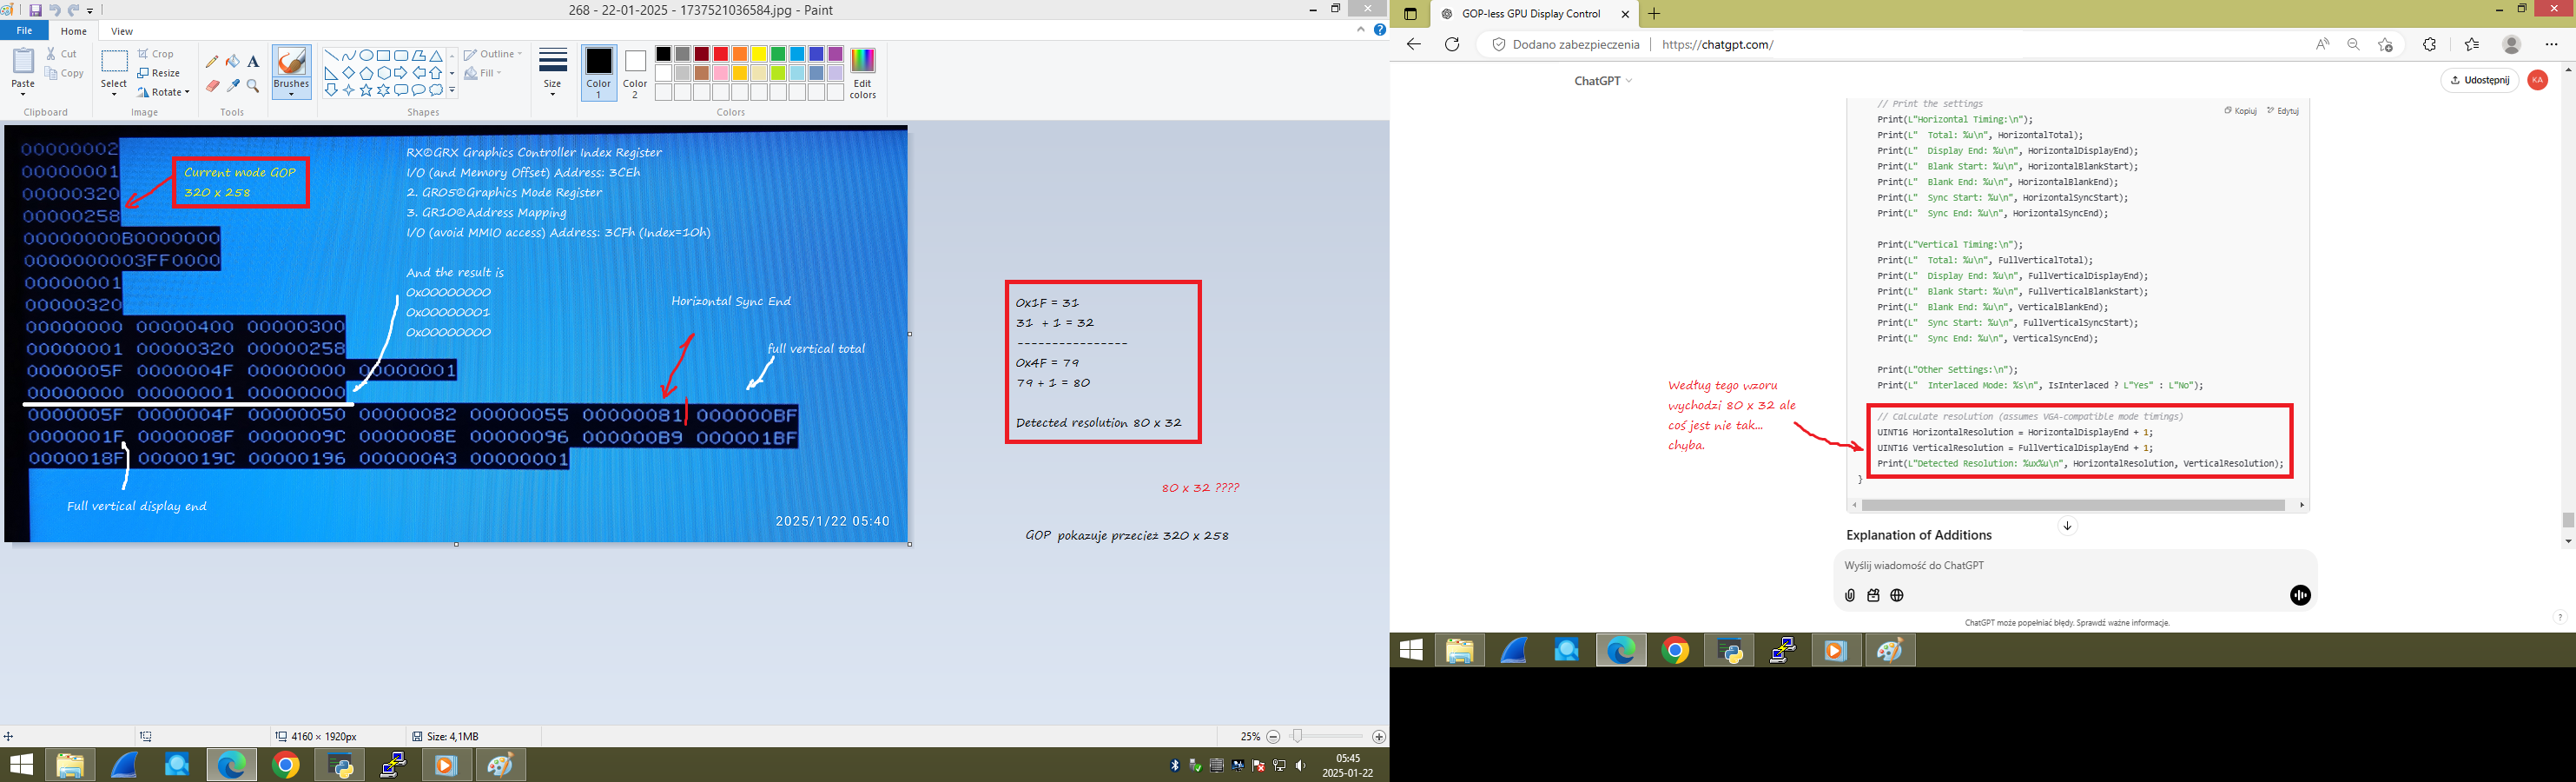 268 - 22-01-2025 - 1737521036584.jpg - Paint
File Home View
Paste
Cut
Copy
Clipboard
Select
Crop
Resize
Rotate
Image
A
Tools
Brushes
Shapes
Outline
Fill
Size
Color 1
Color 2
Edit colors
Colors
00000002
00000001
00000320
00000258
00000000B0000000
0000000003FF0000
00000001
00000320
00000000 00000400 00000300
00000001 00000320 00000258
0000005F 0000004F 00000000 00000001
00000000 00000001 00000000
0000005F 0000004F 00000050 00000082 00000055 00000081 000000BF
0000001F 0000008F 0000009C 0000008E 00000096 000000B9 000001BF
0000018F 0000019C 00000196 000000A3 00000001
Current mode GOP
320 x 258
RX©GRX Graphics Controller Index Register
I/O (and Memory Offset) Address: 3CEh
2. GR05©Graphics Mode Register
3. GR10©Address Mapping
I/O (avoid MMIO access) Address: 3CFh (Index=10h)
And the result is
0x00000000
0x00000001
0x00000000
Horizontal Sync End
full vertical total
Full vertical display end
2025/1/22 05:40
0x1F = 31
31 + 1 = 32
----------------
0x4F = 79
79 + 1 = 80
Detected resolution 80 x 32
80 x 32 ????
GOP pokazuje przecież 320 x 258
4160 × 1920px
Size: 4,1MB
25%
05:45
2025-01-22
GOP-less GPU Display Control
Dodano zabezpieczenia
https://chatgpt.com/
ChatGPT
Udostępnij
KA
Kopiuj
Edytuj
// Print the settings
Print(L"Horizontal Timing:\n");
Print(L"  Total: %u\n", HorizontalTotal);
Print(L"  Display End: %u\n", HorizontalDisplayEnd);
Print(L"  Blank Start: %u\n", HorizontalBlankStart);
Print(L"  Blank End: %u\n", HorizontalBlankEnd);
Print(L"  Sync Start: %u\n", HorizontalSyncStart);
Print(L"  Sync End: %u\n", HorizontalSyncEnd);
Print(L"Vertical Timing:\n");
Print(L"  Total: %u\n", FullVerticalTotal);
Print(L"  Display End: %u\n", FullVerticalDisplayEnd);
Print(L"  Blank Start: %u\n", FullVerticalBlankStart);
Print(L"  Blank End: %u\n", VerticalBlankEnd);
Print(L"  Sync Start: %u\n", FullVerticalSyncStart);
Print(L"  Sync End: %u\n", VerticalSyncEnd);
Print(L"Other Settings:\n");
Print(L"  Interlaced Mode: %s\n", IsInterlaced ? L"Yes" : L"No");
// Calculate resolution (assumes VGA-compatible mode timings)
UINT16 HorizontalResolution = HorizontalDisplayEnd + 1;
UINT16 VerticalResolution = FullVerticalDisplayEnd + 1;
Print(L"Detected Resolution: %ux%u\n", HorizontalResolution, VerticalResolution);
}
Według tego wzoru
wychodzi 80 x 32 ale
coś jest nie tak...
chyba.
Explanation of Additions
Wyślij wiadomość do ChatGPT
ChatGPT może popełniać błędy. Sprawdź ważne informacje.
?